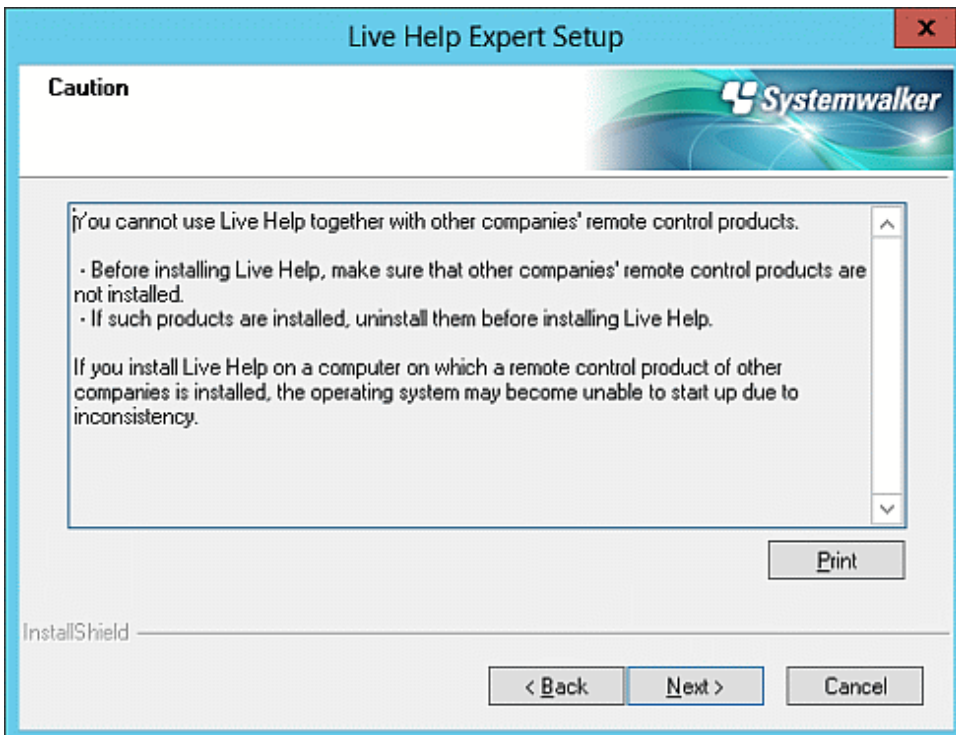 Live Help Expert Setup
x
Caution
Systemwalker
You cannot use Live Help together with other companies' remote control products.
· Before installing Live Help, make sure that other companies' remote control products are
not installed.
· If such products are installed, uninstall them before installing Live Help.
If you install Live Help on a computer on which a remote control product of other
companies is installed, the operating system may become unable to start up due to
inconsistency.
Print
InstallShield
< Back
Next >
Cancel